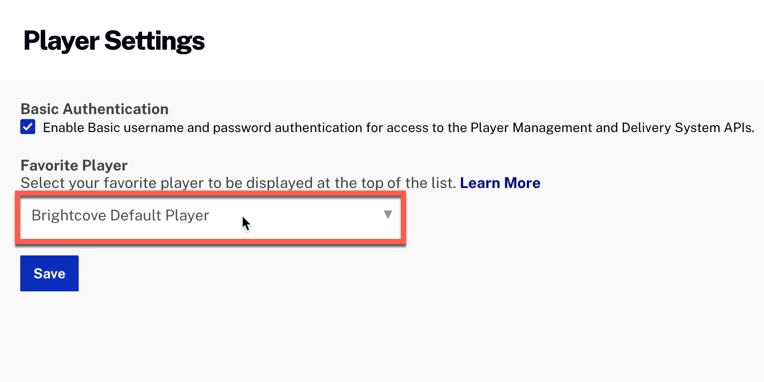 Player Settings
Basic Authentication
Enable Basic username and password authentication for access to the Player Management and Delivery System APIs.
Favorite Player
Select your favorite player to be displayed at the top of the list. Learn More
Brightcove Default Player
Save